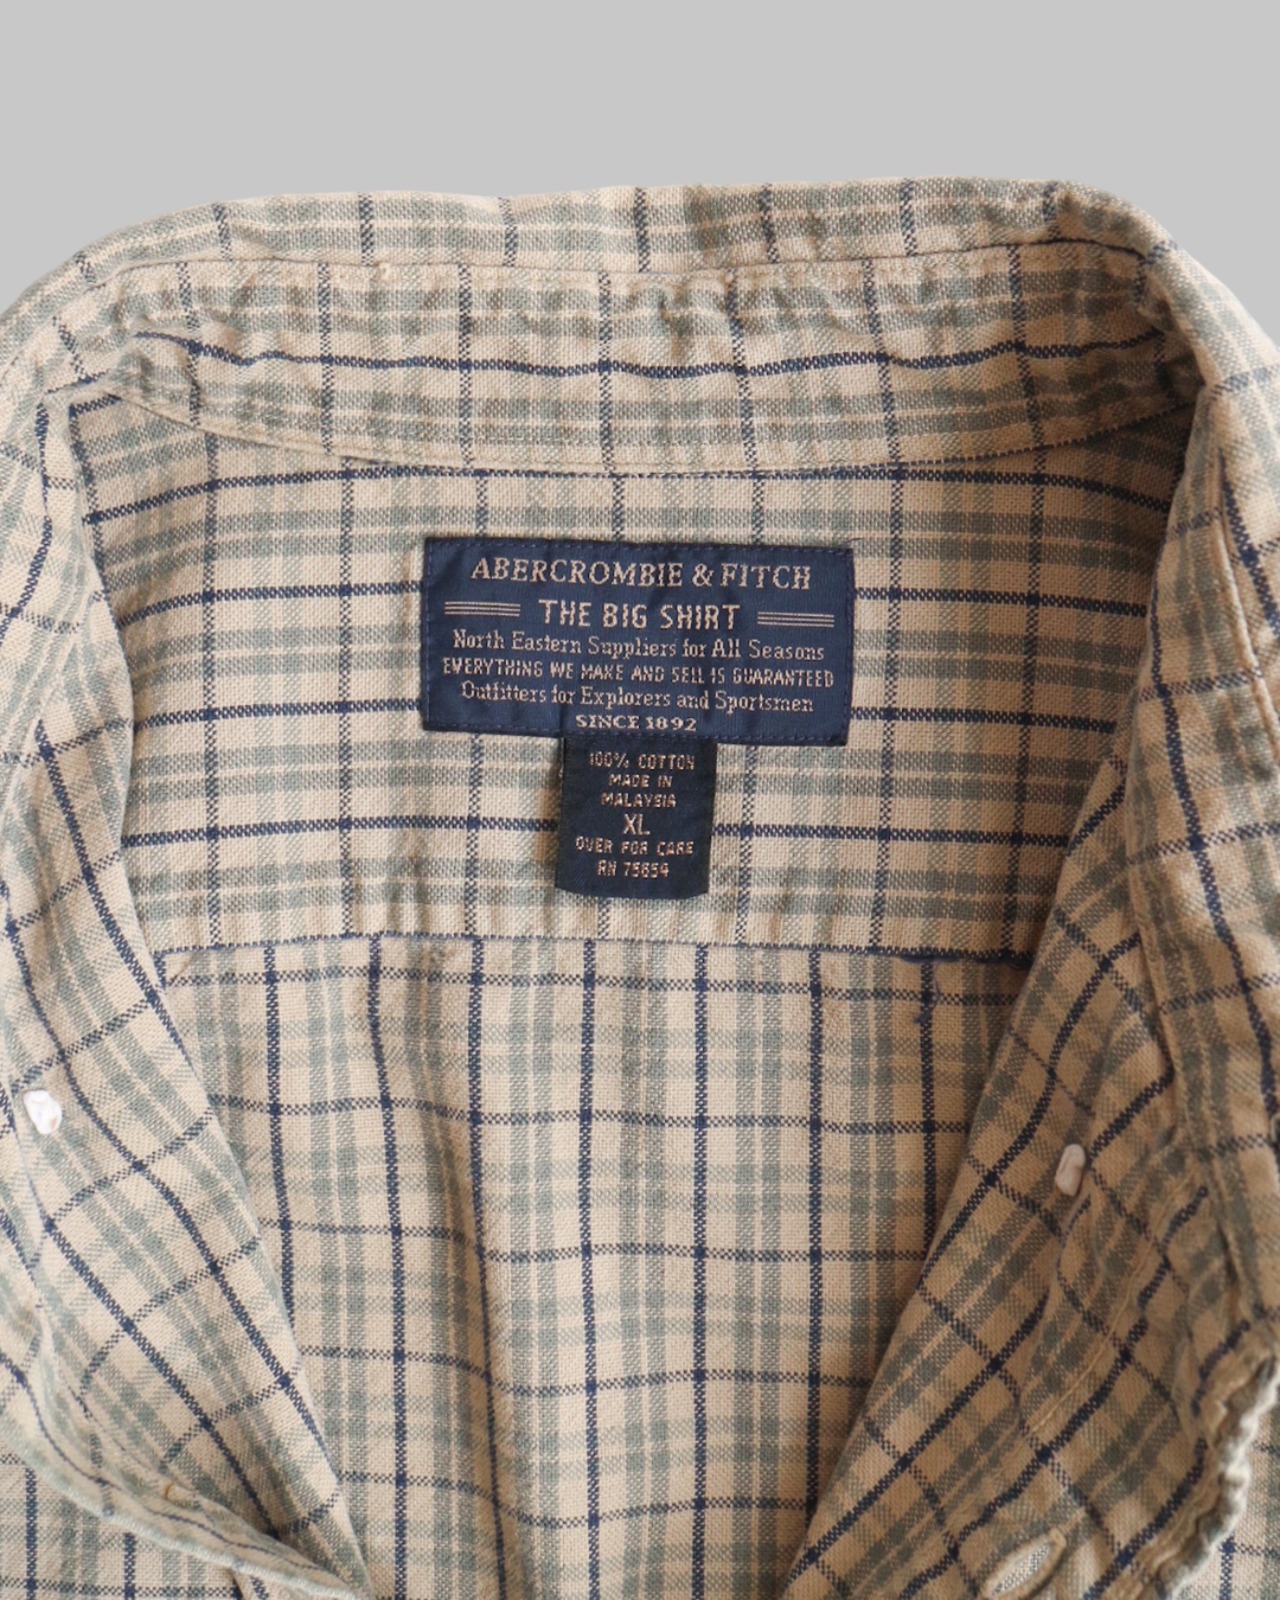 ABERCROMBIE & FITCH
THE BIG SHIRT
North Eastern Suppliers for All Seasons
EVERYTHING WE MAKE AND SELL IS GUARANTEED
Outfitters for Explorers and Sportsmen
SINCE 1892
100% COTTON
MADE IN
MALAYSIA
XL
OVER FOR CARE
RN 75654